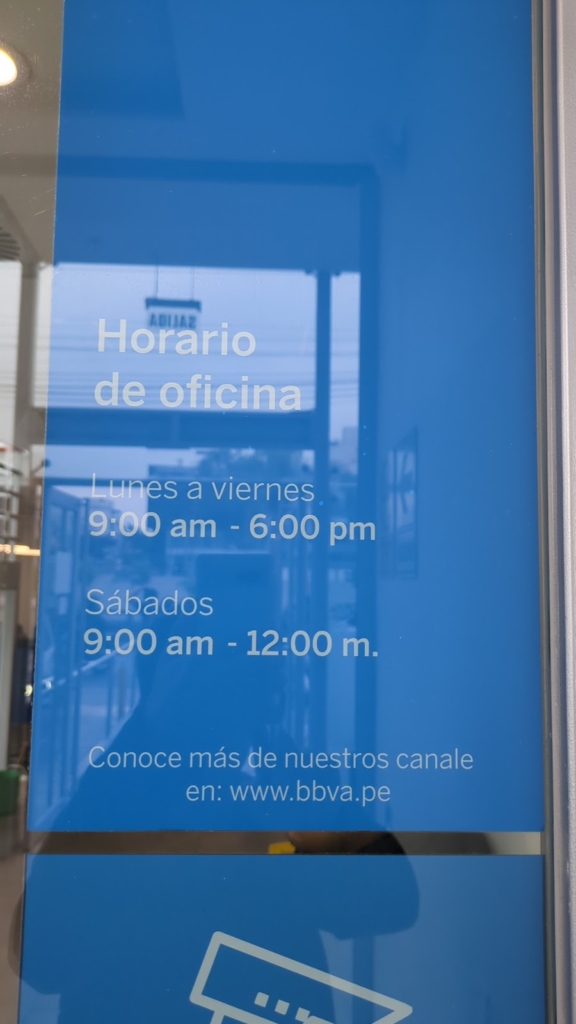 SALIDA
Horario
de oficina
Lunes a viernes
9:00 am - 6:00 pm
Sábados
9:00 am - 12:00 m.
Conoce más de nuestros canale
en: www.bbva.pe